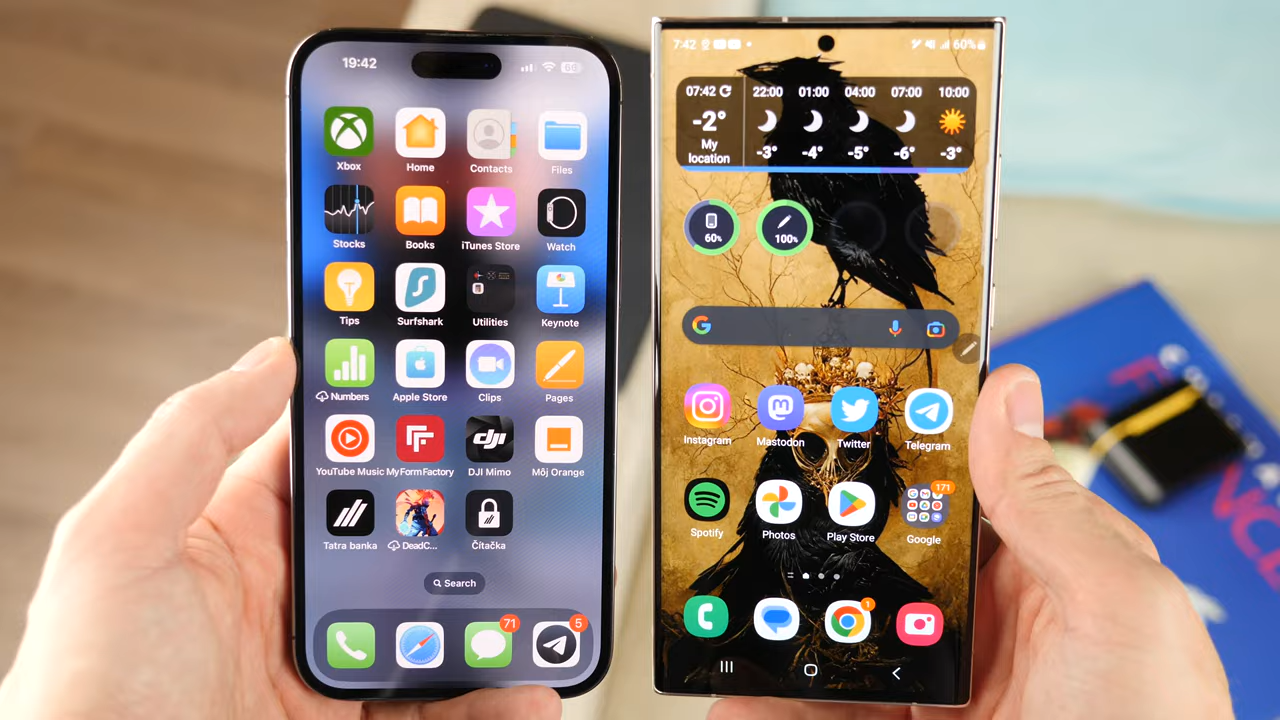 19:42
66
Xbox
Home
Contacts
Files
Stocks
Books
iTunes Store
Watch
Tips
Surfshark
Utilities
Keynote
Numbers
Apple Store
Clips
Pages
YouTube Music
MyFormFactory
DJI Mimo
Môj Orange
Tatra banka
DeadC...
Čítačka
Search
71
5
7:42
60%
07:42
22:00
01:00
04:00
07:00
10:00
-2°
My
location
-3°
-4°
-5°
-6°
-3°
60%
100%
Instagram
Mastodon
Twitter
Telegram
171
Spotify
Photos
Play Store
Google
1